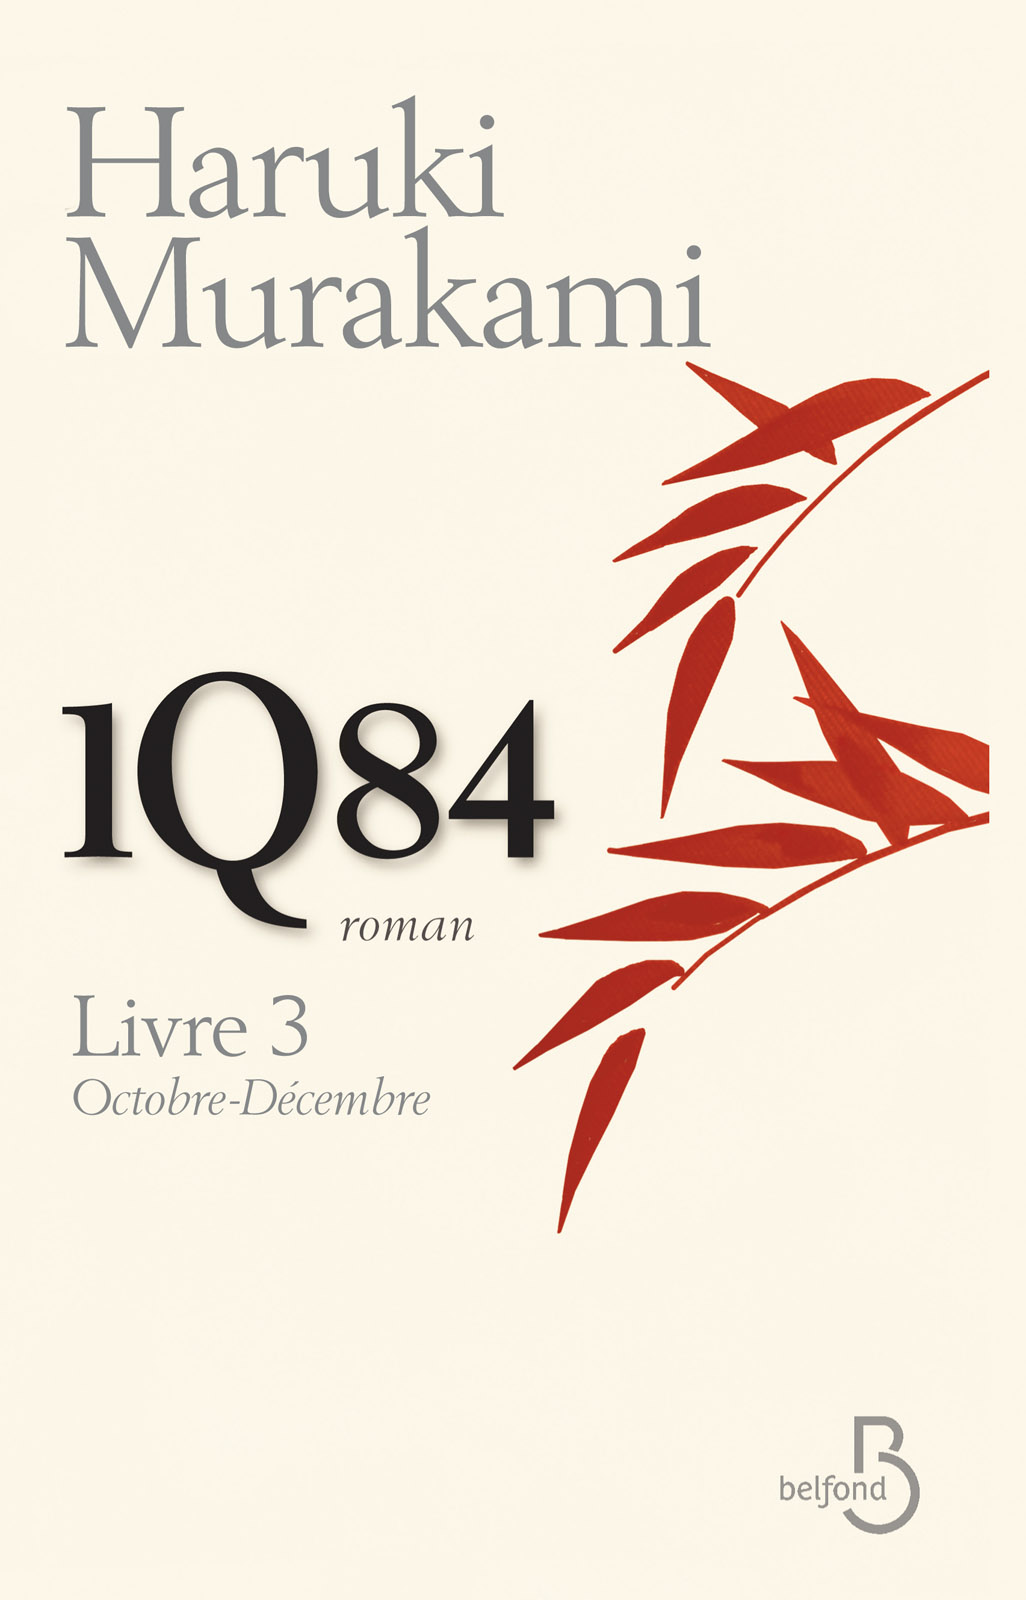 Haruki
Murakami
1Q84
roman
Livre 3
Octobre-Décembre
belfond